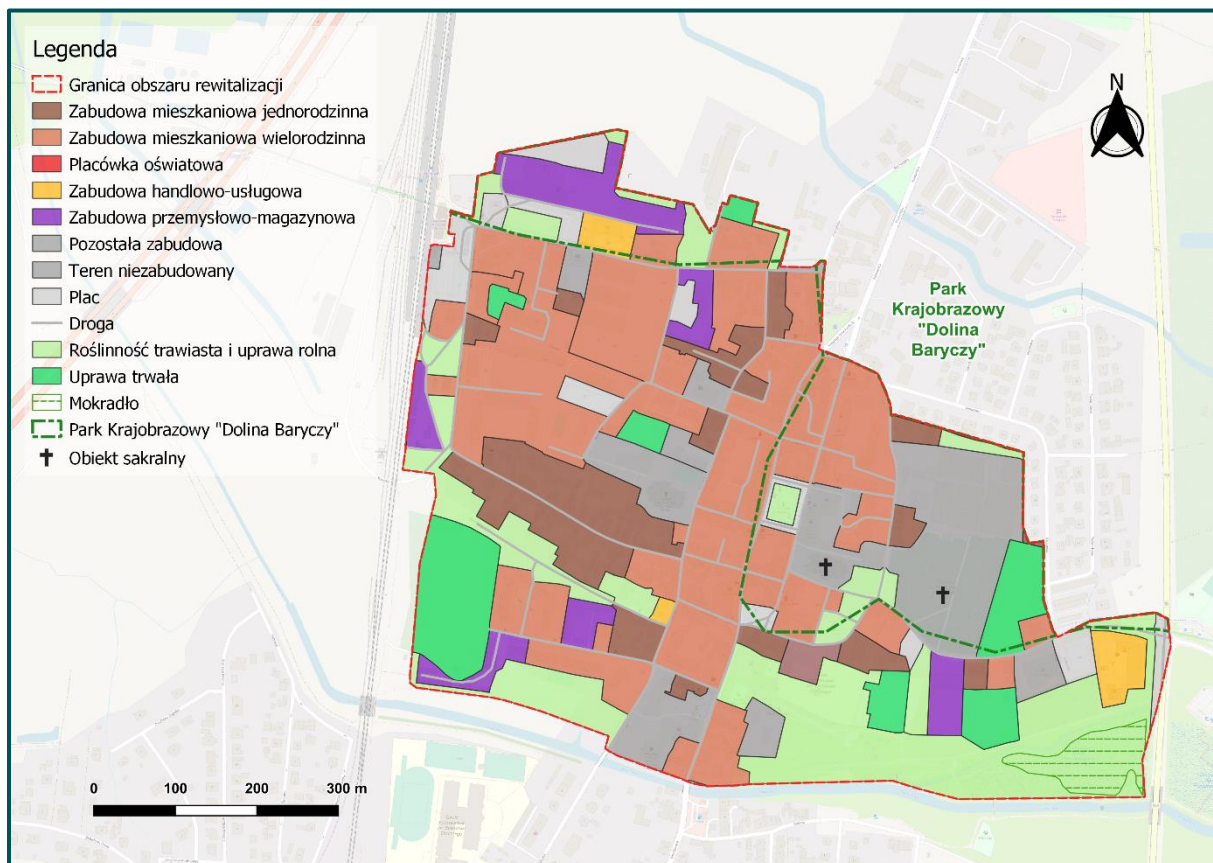 Legenda
Granica obszaru rewitalizacji
Zabudowa mieszkaniowa jednorodzinna
Zabudowa mieszkaniowa wielorodzinna
Placówka oświatowa
Zabudowa handlowo-usługowa
Zabudowa przemysłowo-magazynowa
Pozostała zabudowa
Teren niezabudowany
Plac
Droga
Roślinność trawiasta i uprawa rolna
Uprawa trwała
Mokradło
Park Krajobrazowy "Dolina Baryczy"
Obiekt sakralny
N
Park
Krajobrazowy
"Dolina
Baryczy"
0 100 200 300 m